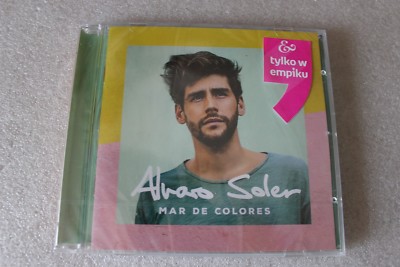 &
tylko w
empiku
Alvaro Soler
MAR DE COLORES